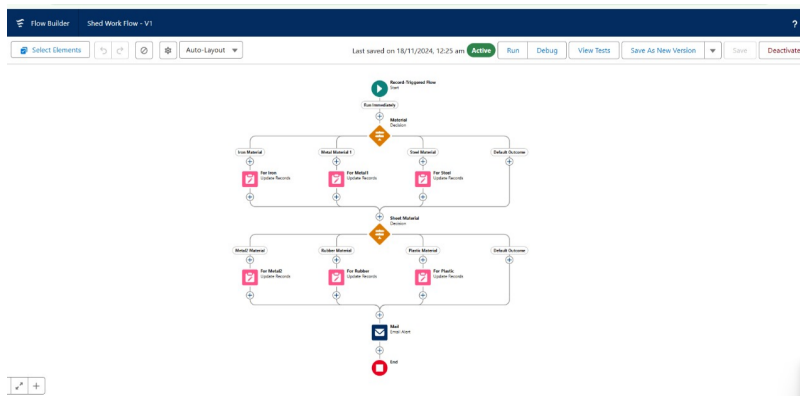 Flow Builder Shed Work Flow - V1 ?
Select Elements Auto-Layout Last saved on 18/11/2024, 12:25 am Active Run Debug View Tests Save As New Version Save Deactivate
Record-Triggered Flow
Start
Run Immediately
Material
Decision
Iron Material Metal Material 1 Steel Material Default Outcome
For Iron For Metal1 For Steel
Update Records Update Records Update Records
Sheet Material
Decision
Metal2 Material Rubber Material Plastic Material Default Outcome
For Metal2 For Rubber For Plastic
Update Records Update Records Update Records
Mail
Email Alert
End